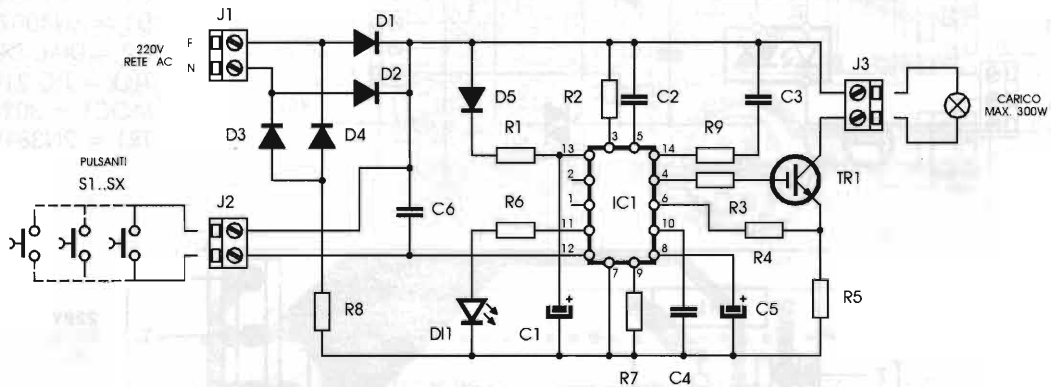 J1
220V
RETE AC
F
N
D1
D2
D3
D4
D5
R1
R2
C2
C3
J3
CARICO
MAX. 300W
PULSANTI
S1..SX
J2
C6
R6
R9
IC1
3
5
13
14
2
4
1
6
11
10
12
8
7
9
R3
R4
TR1
R5
R8
DI1
C1
+
R7
C4
C5
+